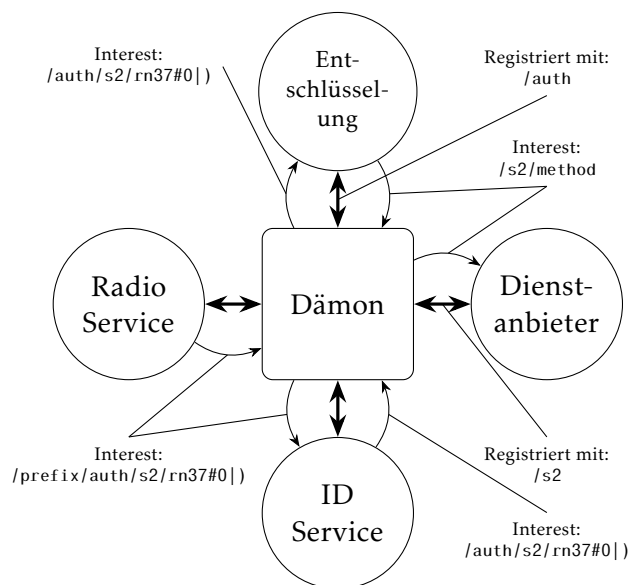 Interest:
/auth/s2/rn37#0|)
Ent-
schlüssel-
ung
Registriert mit:
/auth
Interest:
/s2/method
Radio
Service
Dämon
Dienst-
anbieter
Interest:
/prefix/auth/s2/rn37#0|)
ID
Service
Registriert mit:
/s2
Interest:
/auth/s2/rn37#0|)